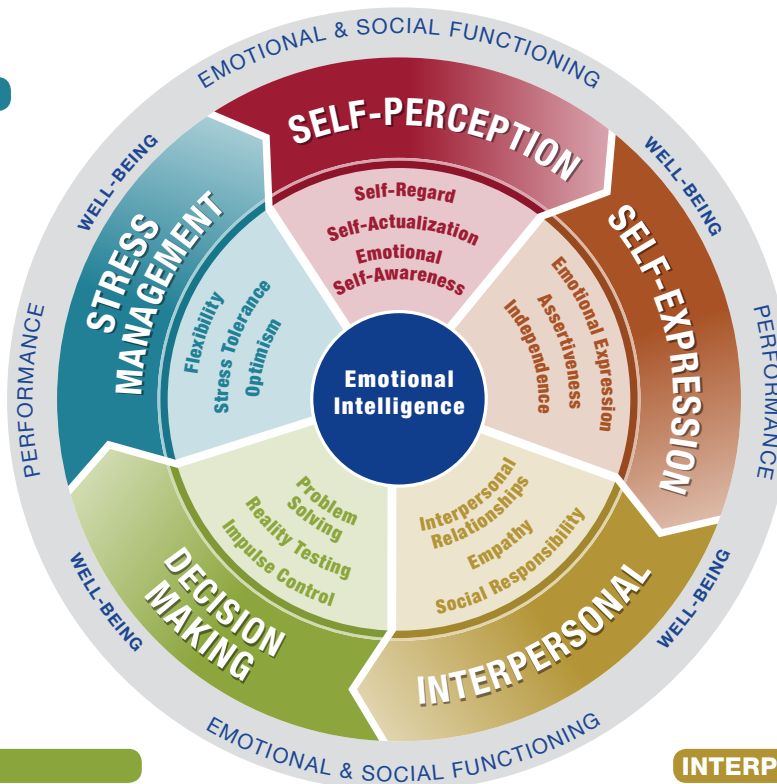 EMOTIONAL & SOCIAL FUNCTIONING
SELF-PERCEPTION
Self-Regard
Self-Actualization
Emotional
Self-Awareness
WELL-BEING
SELF-EXPRESSION
Emotional Expression
Assertiveness
Independence
PERFORMANCE
WELL-BEING
INTERPERSONAL
Interpersonal
Relationships
Empathy
Social Responsibility
EMOTIONAL & SOCIAL FUNCTIONING
DECISION
MAKING
Problem
Solving
Reality Testing
Impulse Control
WELL-BEING
PERFORMANCE
STRESS
MANAGEMENT
Flexibility
Stress Tolerance
Optimism
WELL-BEING
Emotional
Intelligence
INTERP